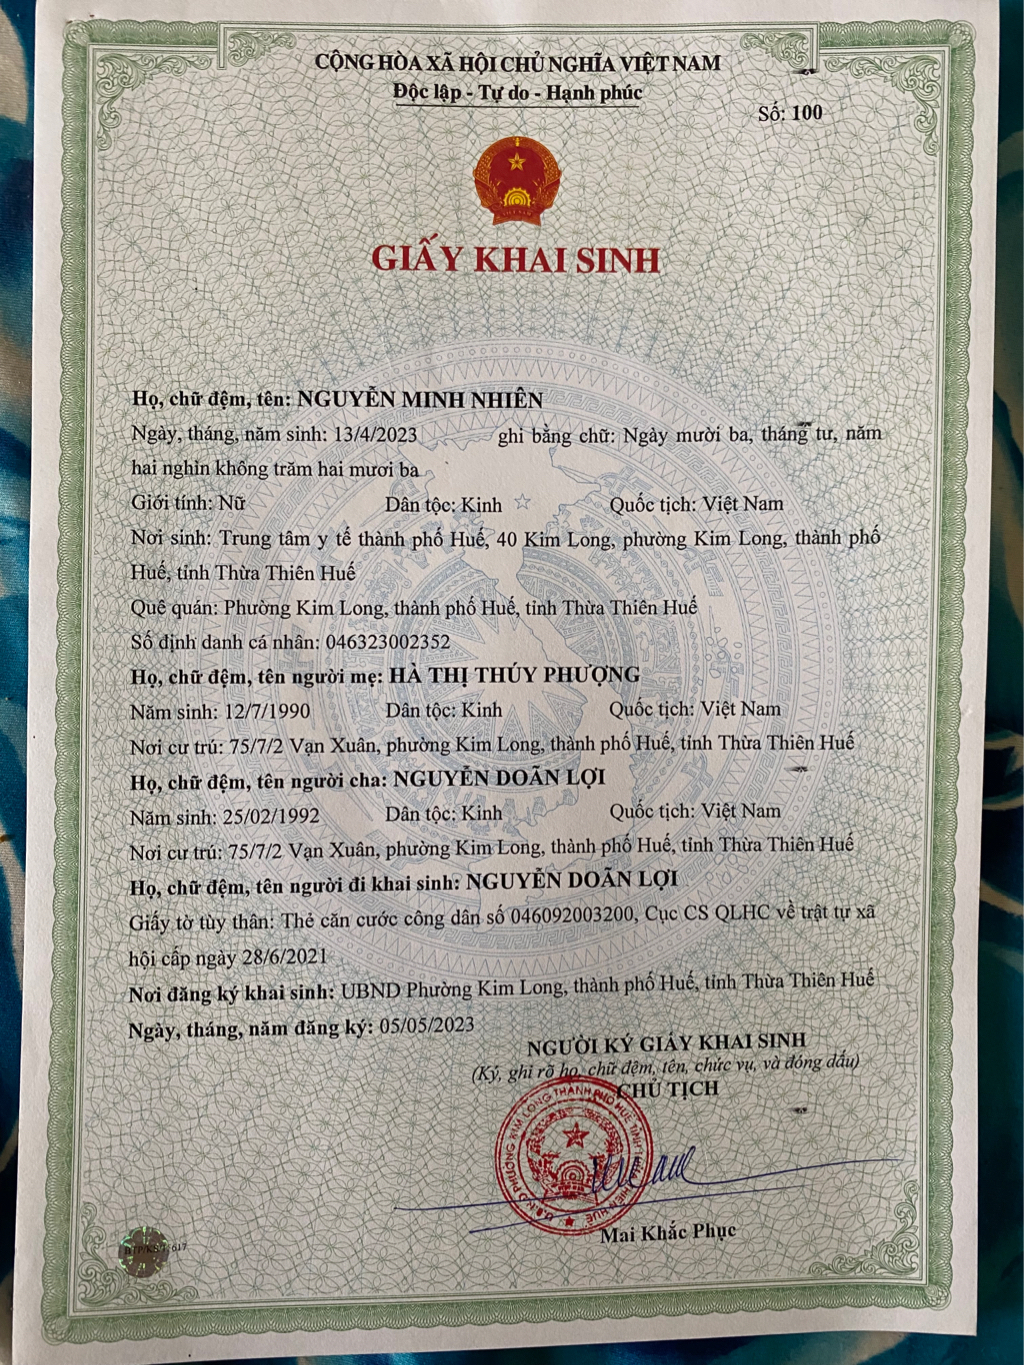 CỘNG HÒA XÃ HỘI CHỦ NGHĨA VIỆT NAM
Độc lập - Tự do - Hạnh phúc
Số: 100
GIẤY KHAI SINH
Họ, chữ đệm, tên: NGUYỄN MINH NHIÊN
Ngày, tháng, năm sinh: 13/4/2023 ghi bằng chữ: Ngày mười ba, tháng tư, năm
hai nghìn không trăm hai mươi ba
Giới tính: Nữ Dân tộc: Kinh Quốc tịch: Việt Nam
Nơi sinh: Trung tâm y tế thành phố Huế, 40 Kim Long, phường Kim Long, thành phố
Huế, tỉnh Thừa Thiên Huế
Quê quán: Phường Kim Long, thành phố Huế, tỉnh Thừa Thiên Huế
Số định danh cá nhân: 046323002352
Họ, chữ đệm, tên người mẹ: HÀ THỊ THÚY PHƯỢNG
Năm sinh: 12/7/1990 Dân tộc: Kinh Quốc tịch: Việt Nam
Nơi cư trú: 75/7/2 Vạn Xuân, phường Kim Long, thành phố Huế, tỉnh Thừa Thiên Huế
Họ, chữ đệm, tên người cha: NGUYỄN DOÃN LỢI
Năm sinh: 25/02/1992 Dân tộc: Kinh Quốc tịch: Việt Nam
Nơi cư trú: 75/7/2 Vạn Xuân, phường Kim Long, thành phố Huế, tỉnh Thừa Thiên Huế
Họ, chữ đệm, tên người đi khai sinh: NGUYỄN DOÃN LỢI
Giấy tờ tùy thân: Thẻ căn cước công dân số 046092003200, Cục CS QLHC về trật tự xã
hội cấp ngày 28/6/2021
Nơi đăng ký khai sinh: UBND Phường Kim Long, thành phố Huế, tỉnh Thừa Thiên Huế
Ngày, tháng, năm đăng ký: 05/05/2023
NGƯỜI KÝ GIẤY KHAI SINH
(Ký, ghi rõ họ, chữ đệm, tên, chức vụ, và đóng dấu)
CHỦ TỊCH
U.B.N.D PHƯỜNG KIM LONG THÀNH PHỐ HUẾ TỈNH THỪA THIÊN HUẾ
Mai Khắc Phục